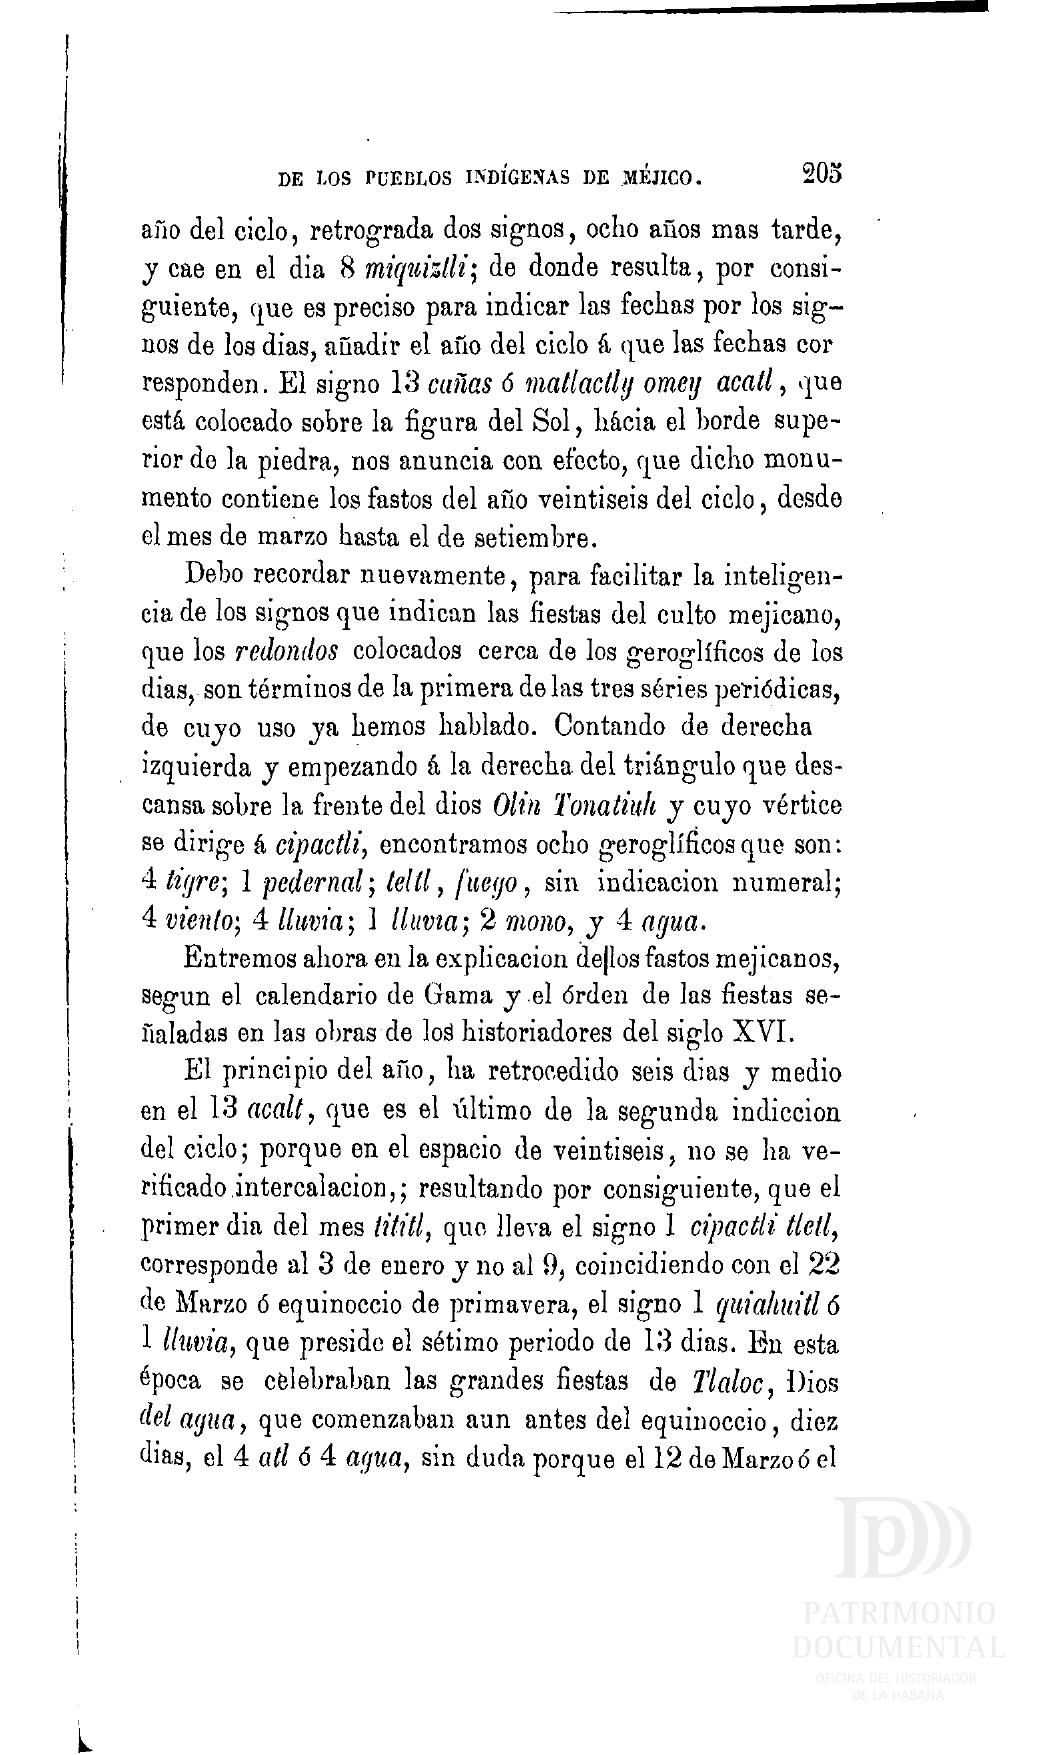 DE LOS PUEBLOS INDÍGENAS DE MÉJICO. 205
año del ciclo, retrograda dos signos, ocho años mas tarde,
y cae en el dia 8 miquiztli; de donde resulta, por consi-
guiente, que es preciso para indicar las fechas por los sig-
nos de los dias, añadir el año del ciclo á que las fechas cor
responden. El signo 13 cañas ó matlactly omey acatl, que
está colocado sobre la figura del Sol, hácia el borde supe-
rior de la piedra, nos anuncia con efecto, que dicho monu-
mento contiene los fastos del año veintiseis del ciclo, desde
el mes de marzo hasta el de setiembre.
Debo recordar nuevamente, para facilitar la inteligen-
cia de los signos que indican las fiestas del culto mejicano,
que los redondos colocados cerca de los geroglíficos de los
dias, son términos de la primera de las tres séries periódicas,
de cuyo uso ya hemos hablado. Contando de derecha
izquierda y empezando á la derecha del triángulo que des-
cansa sobre la frente del dios Olin Tonatiuh y cuyo vértice
se dirige á cipactli, encontramos ocho geroglíficos que son:
4 tigre; 1 pedernal; teltl, fuego, sin indicacion numeral;
4 viento; 4 lluvia; 1 lluvia; 2 mono, y 4 agua.
Entremos ahora en la explicacion de los fastos mejicanos,
segun el calendario de Gama y el órden de las fiestas se-
ñaladas en las obras de los historiadores del siglo XVI.
El principio del año, ha retrocedido seis dias y medio
en el 13 acalt, que es el último de la segunda indiccion
del ciclo; porque en el espacio de veintiseis, no se ha ve-
rificado intercalacion,; resultando por consiguiente, que el
primer dia del mes tititl, que lleva el signo 1 cipactli tletl,
corresponde al 3 de enero y no al 9, coincidiendo con el 22
de Marzo ó equinoccio de primavera, el signo 1 quiahuitl ó
1 lluvia, que preside el sétimo periodo de 13 dias. En esta
época se celebraban las grandes fiestas de Tlaloc, Dios
del agua, que comenzaban aun antes del equinoccio, diez
dias, el 4 atl ó 4 agua, sin duda porque el 12 de Marzo ó el
PATRIMONIO
DOCUMENTAL
OFICINA DEL HISTORIADOR
DE LA HABANA